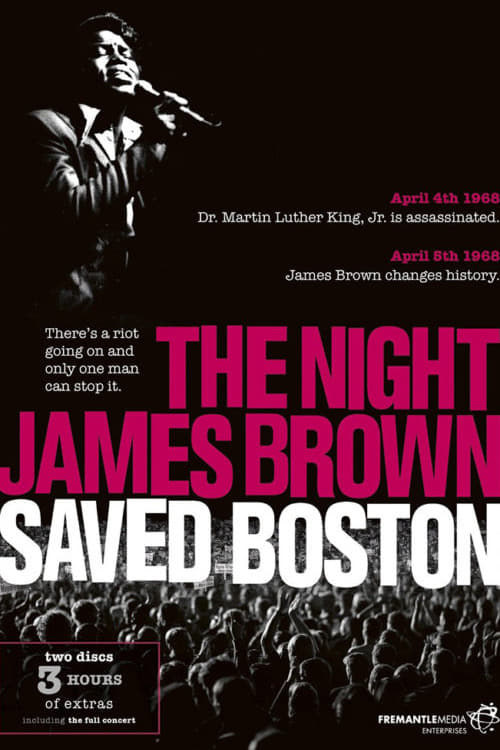 April 4th 1968
Dr. Martin Luther King, Jr. is assassinated.
April 5th 1968
James Brown changes history.
There's a riot
going on and
only one man
can stop it.
THE NIGHT
JAMES BROWN
SAVED BOSTON
two discs
3 HOURS
of extras
including the full concert
FREMANTLEMEDIA
ENTERPRISES